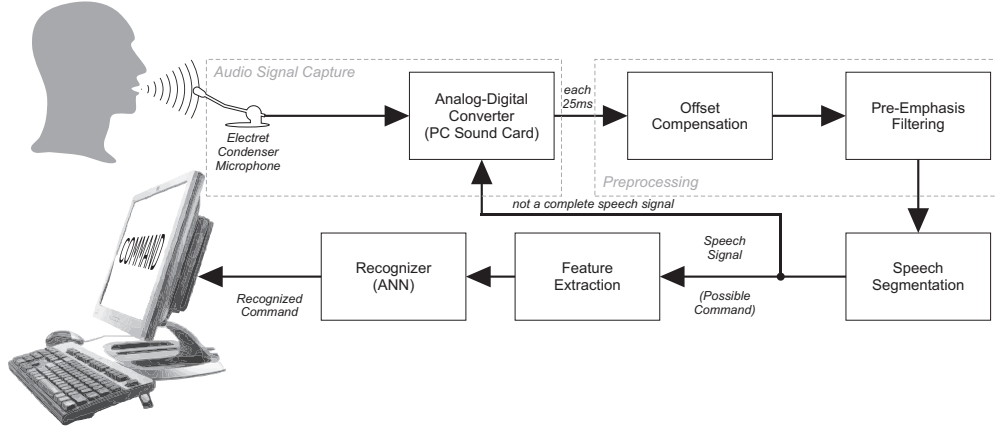 Audio Signal Capture
Electret
Condenser
Microphone
Analog-Digital
Converter
(PC Sound Card)
each
25ms
Offset
Compensation
Pre-Emphasis
Filtering
Preprocessing
not a complete speech signal
Speech
Segmentation
Speech
Signal
(Possible
Command)
Feature
Extraction
Recognizer
(ANN)
Recognized
Command
COMMAND